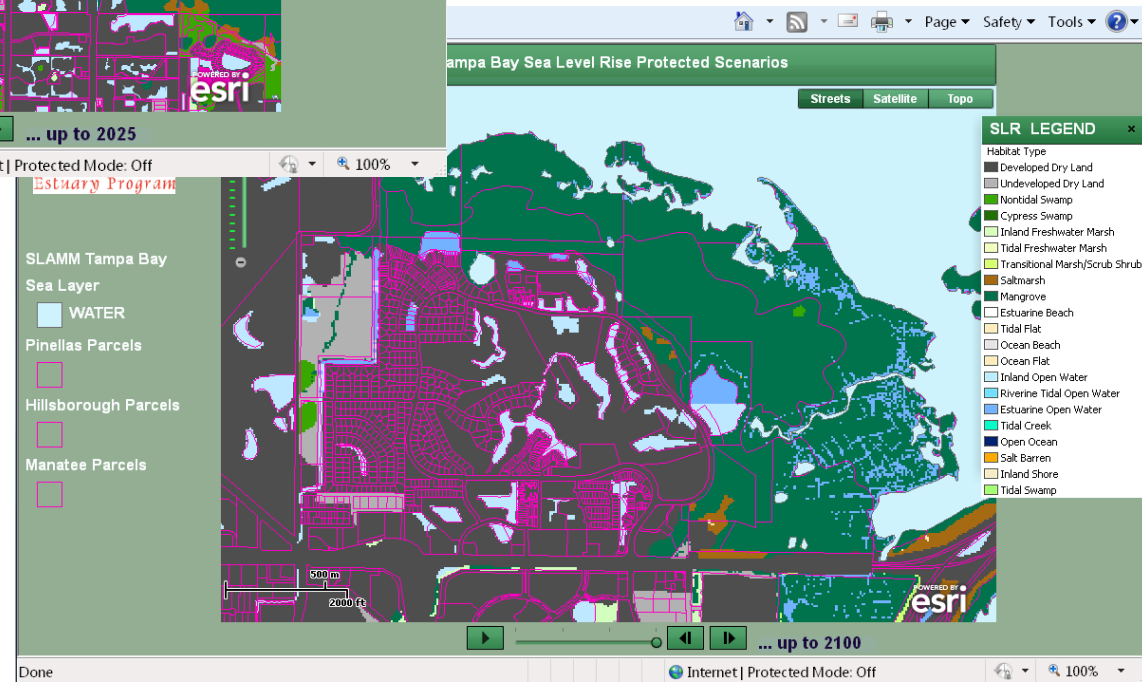 POWERED BY
esri
... up to 2025
t | Protected Mode: Off
100%
Page
Safety
Tools
ampa Bay Sea Level Rise Protected Scenarios
Streets
Satellite
Topo
Estuary Program
SLAMM Tampa Bay
Sea Layer
WATER
Pinellas Parcels
Hillsborough Parcels
Manatee Parcels
SLR LEGEND
×
Habitat Type
Developed Dry Land
Undeveloped Dry Land
Nontidal Swamp
Cypress Swamp
Inland Freshwater Marsh
Tidal Freshwater Marsh
Transitional Marsh/Scrub Shrub
Saltmarsh
Mangrove
Estuarine Beach
Tidal Flat
Ocean Beach
Ocean Flat
Inland Open Water
Riverine Tidal Open Water
Estuarine Open Water
Tidal Creek
Open Ocean
Salt Barren
Inland Shore
Tidal Swamp
500 m
2000 ft
POWERED BY
esri
... up to 2100
Done
Internet | Protected Mode: Off
100%